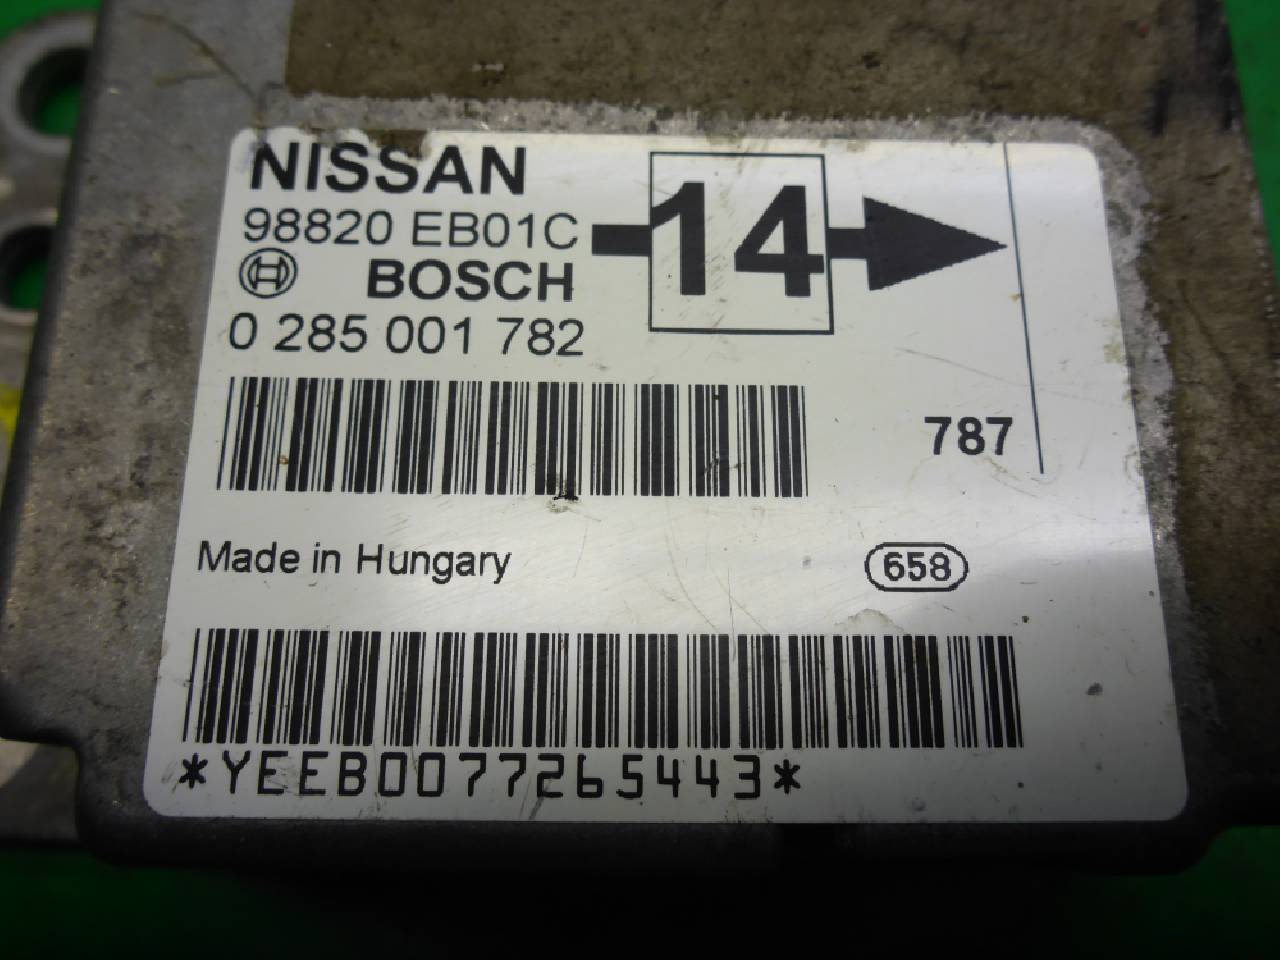 NISSAN
98820 EB01C
14
BOSCH
0 285 001 782
787
Made in Hungary
658
*YEEB0077265443*